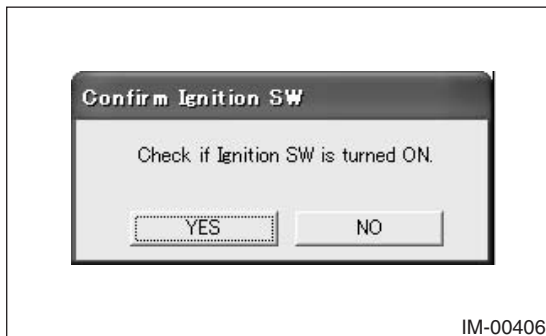 Confirm Ignition SW
Check if Ignition SW is turned ON.
YES NO
IM-00406